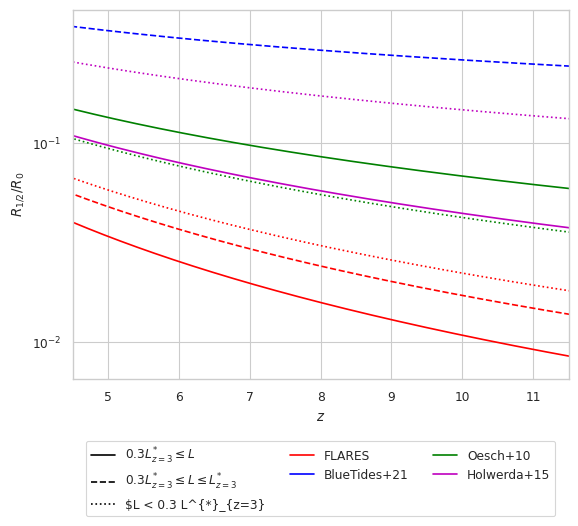 R_{1/2}/R_0
10^{-1}
10^{-2}
5 6 7 8 9 10 11
z
0.3L^*_{z=3} ≤ L
0.3L^*_{z=3} ≤ L ≤ L^*_{z=3}
$L < 0.3 L^{*}_{z=3}
FLARES
BlueTides+21
Oesch+10
Holwerda+15